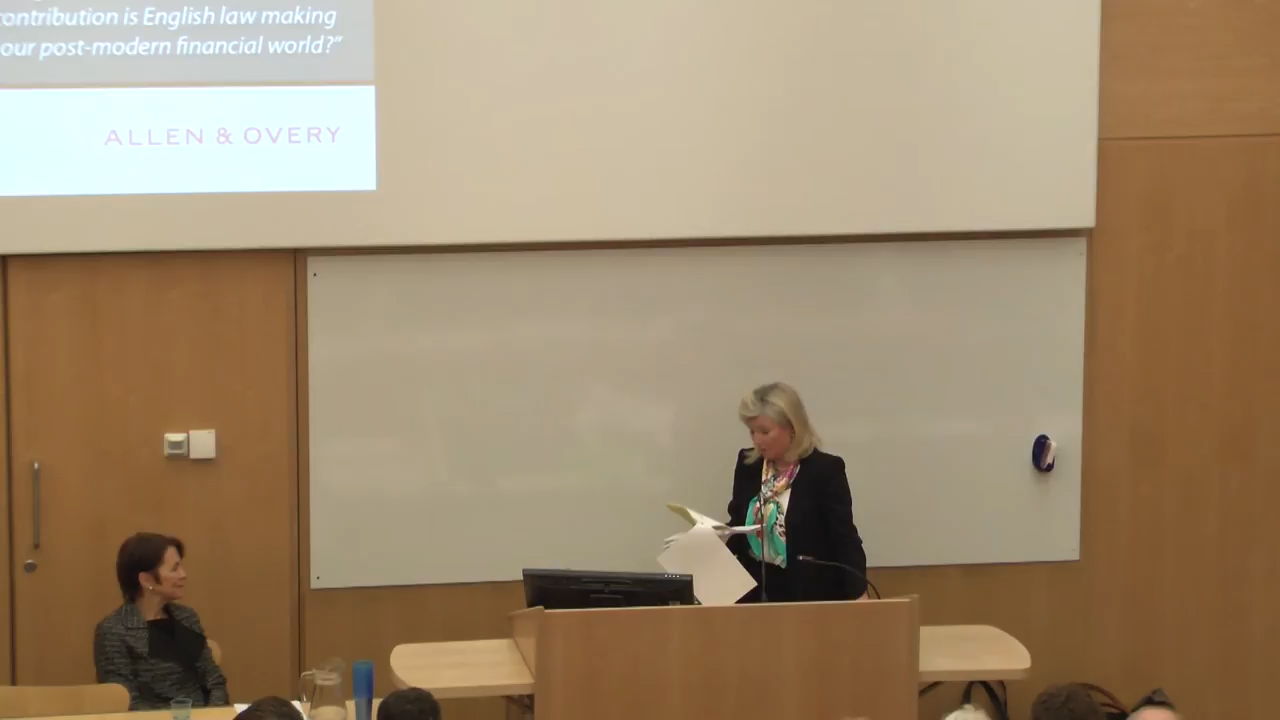 contribution is English law making
our post-modern financial world?"
ALLEN & OVERY